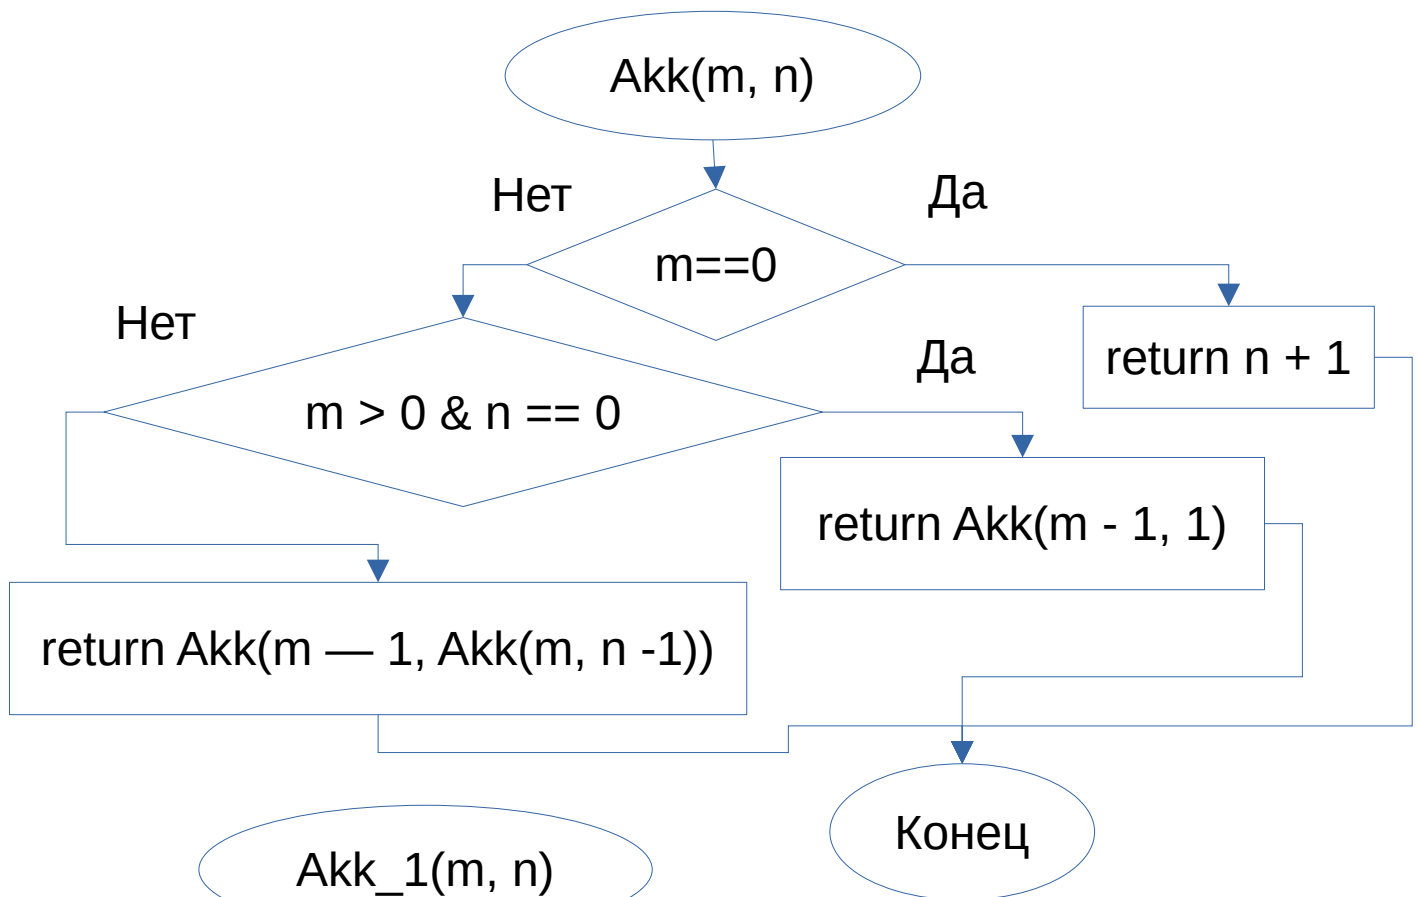 Akk(m, n)
Нет
Да
m==0
Нет
Да
return n + 1
m > 0 & n == 0
return Akk(m - 1, 1)
return Akk(m — 1, Akk(m, n -1))
Конец
Akk_1(m, n)